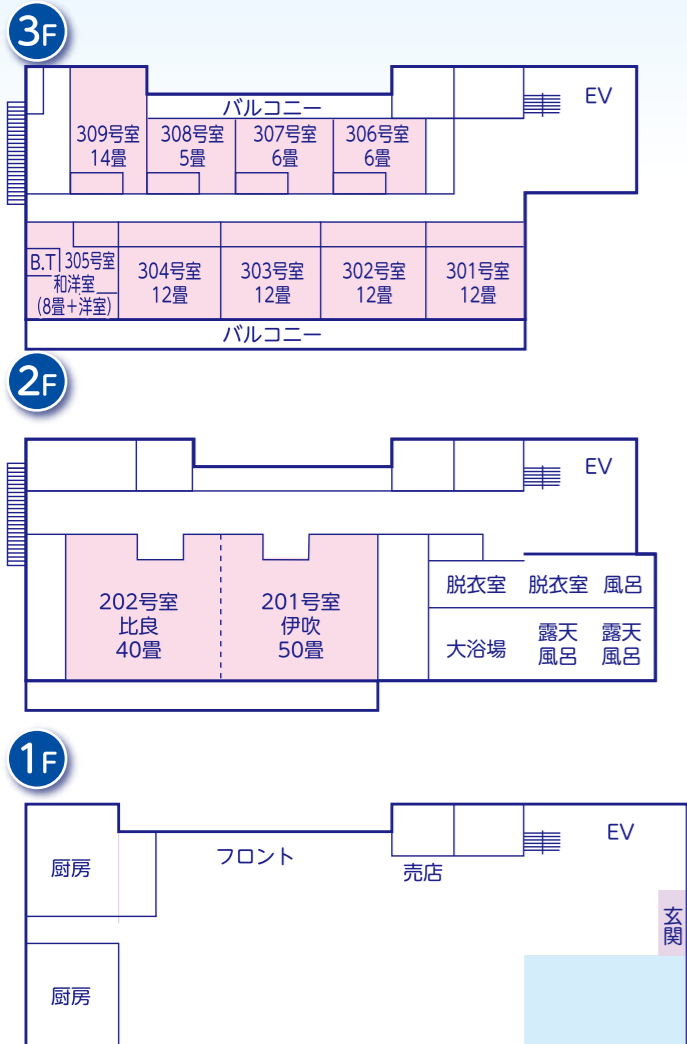 3F
EV
バルコニー
309号室
14畳
308号室
5畳
307号室
6畳
306号室
6畳
B.T
305号室
和洋室
(8畳+洋室)
304号室
12畳
303号室
12畳
302号室
12畳
301号室
12畳
バルコニー
2F
EV
202号室
比良
40畳
201号室
伊吹
50畳
脱衣室
脱衣室
風呂
大浴場
露天
風呂
露天
風呂
1F
EV
厨房
フロント
売店
玄関
厨房